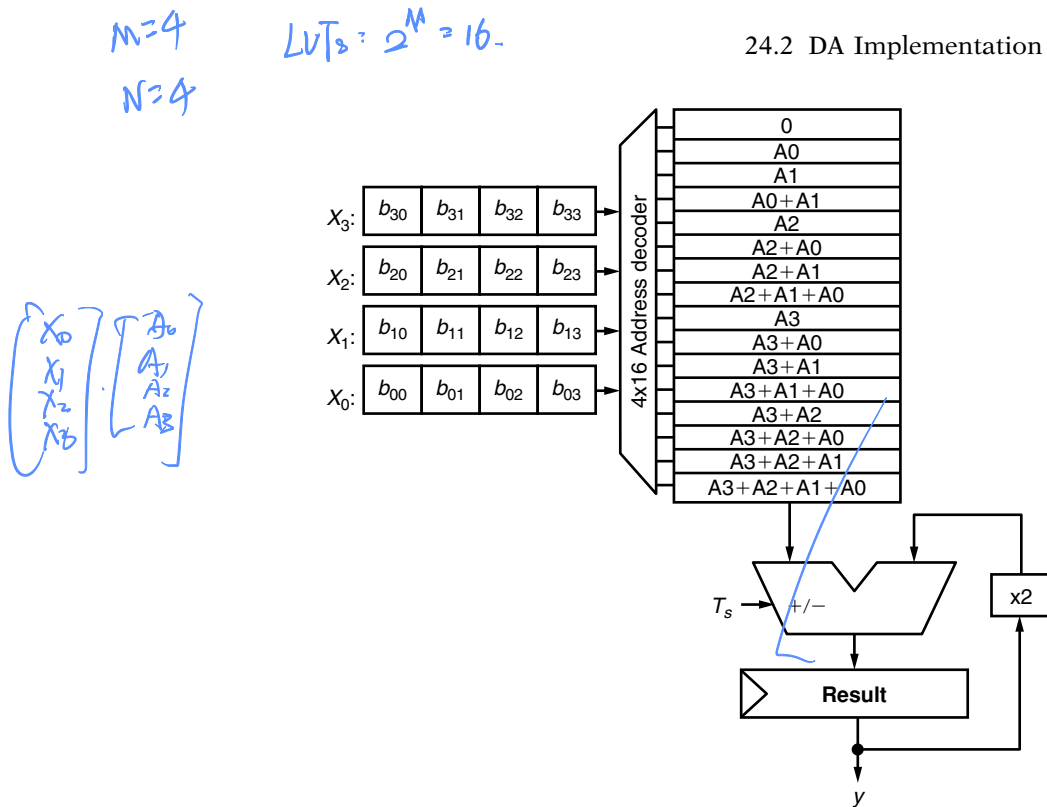 M=4
LUTs: 2^M = 16.
24.2 DA Implementation
N=4
0
A0
A1
A0+A1
A2
A2+A0
A2+A1
A2+A1+A0
A3
A3+A0
A3+A1
A3+A1+A0
A3+A2
A3+A2+A0
A3+A2+A1
A3+A2+A1+A0
4x16 Address decoder
X3: b30 b31 b32 b33
X2: b20 b21 b22 b23
X1: b10 b11 b12 b13
X0: b00 b01 b02 b03
X0 A0
X1 A1
X2 A2
X3 A3
Ts
+/−
x2
Result
y